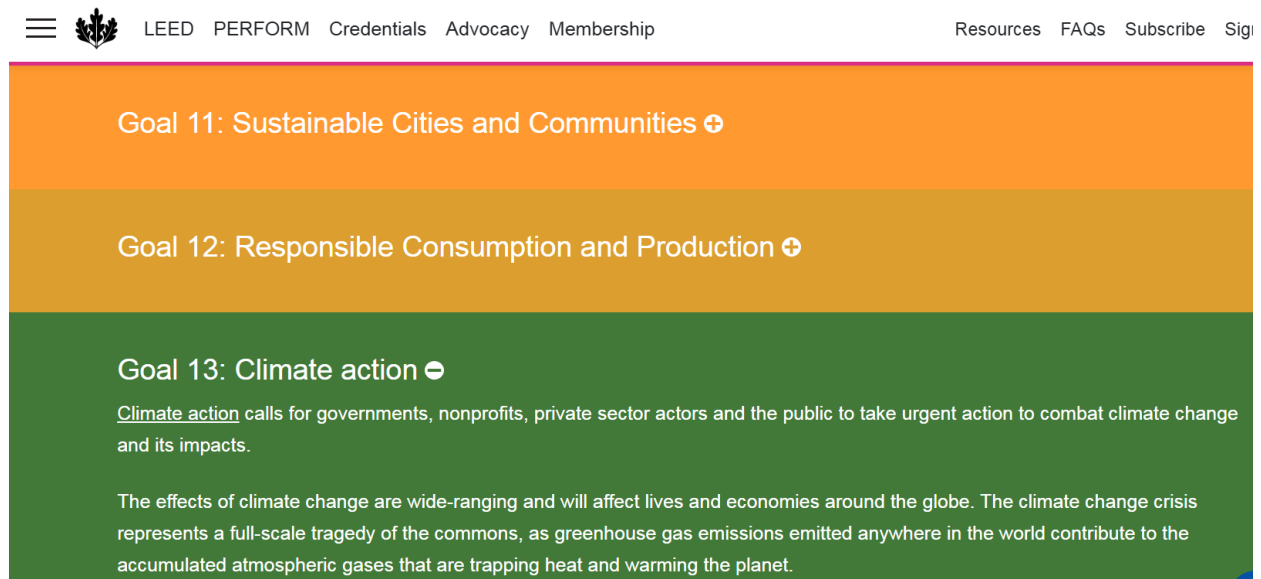 LEED PERFORM Credentials Advocacy Membership Resources FAQs Subscribe
Goal 11: Sustainable Cities and Communities
Goal 12: Responsible Consumption and Production
Goal 13: Climate action
Climate action calls for governments, nonprofits, private sector actors and the public to take urgent action to combat climate change
and its impacts.
The effects of climate change are wide-ranging and will affect lives and economies around the globe. The climate change crisis
represents a full-scale tragedy of the commons, as greenhouse gas emissions emitted anywhere in the world contribute to the
accumulated atmospheric gases that are trapping heat and warming the planet.